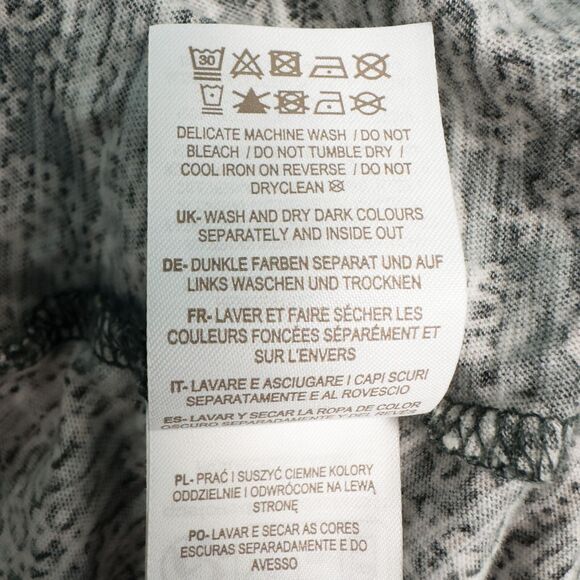 30
DELICATE MACHINE WASH / DO NOT
BLEACH / DO NOT TUMBLE DRY /
COOL IRON ON REVERSE / DO NOT
DRYCLEAN
UK- WASH AND DRY DARK COLOURS
SEPARATELY AND INSIDE OUT
DE- DUNKLE FARBEN SEPARAT UND AUF
LINKS WASCHEN UND TROCKNEN
FR- LAVER ET FAIRE SÉCHER LES
COULEURS FONCÉES SÉPARÉMENT ET
SUR L'ENVERS
IT- LAVARE E ASCIUGARE I CAPI SCURI
SEPARATAMENTE E AL ROVESCIO
ES- LAVAR Y SECAR LA ROPA DE COLOR
OSCURO SEPARADAMENTE Y DEL REVÉS
PL- PRAĆ I SUSZYĆ CIEMNE KOLORY
ODDZIELNIE I ODWRÓCONE NA LEWĄ
STRONĘ
PO- LAVAR E SECAR AS CORES
ESCURAS SEPARADAMENTE E DO
AVESSO